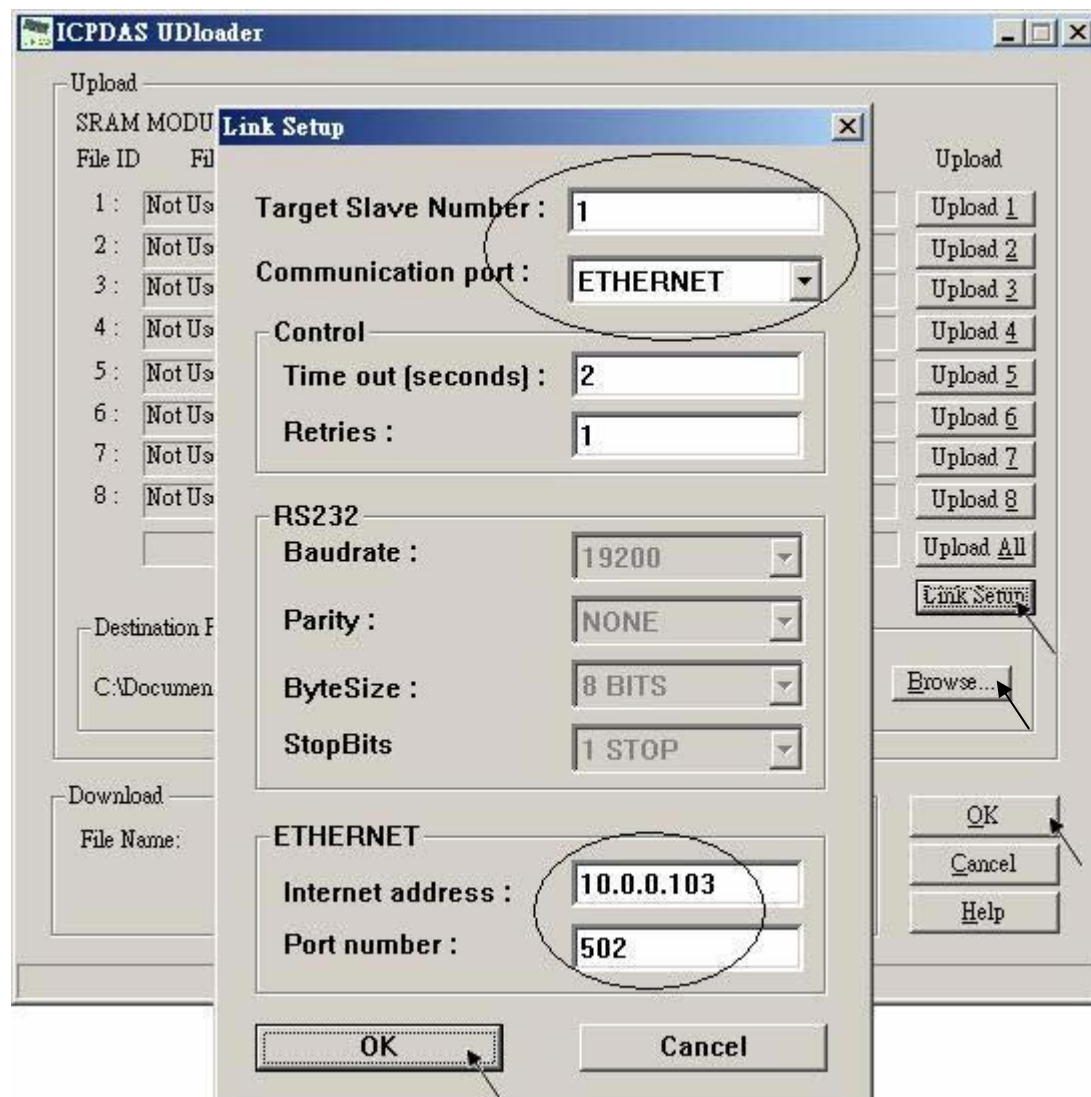 ICPDAS UDloader
Upload
SRAM MODU
File ID Fil
Upload
1 : Not Us Upload 1
2 : Not Us Upload 2
3 : Not Us Upload 3
4 : Not Us Upload 4
5 : Not Us Upload 5
6 : Not Us Upload 6
7 : Not Us Upload 7
8 : Not Us Upload 8
Upload All
Link Setup
Destination F
C:\Documen
Browse...
Download
File Name:
OK
Cancel
Help
Link Setup
Target Slave Number : 1
Communication port : ETHERNET
Control
Time out (seconds) : 2
Retries : 1
RS232
Baudrate : 19200
Parity : NONE
ByteSize : 8 BITS
StopBits 1 STOP
ETHERNET
Internet address : 10.0.0.103
Port number : 502
OK Cancel